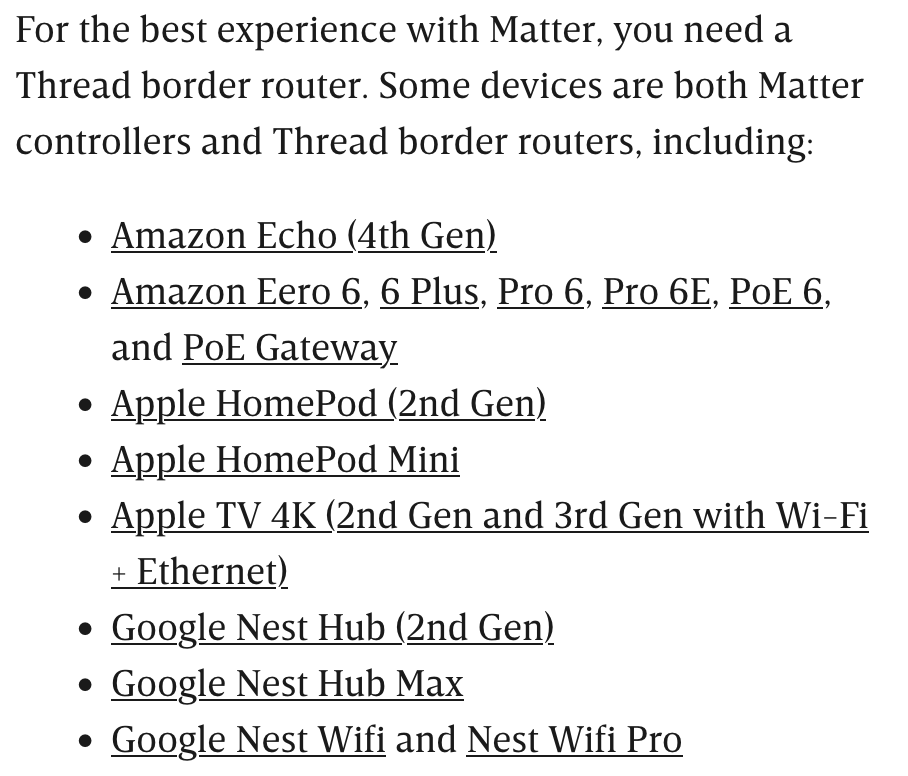 For the best experience with Matter, you need a
Thread border router. Some devices are both Matter
controllers and Thread border routers, including:
• Amazon Echo (4th Gen)
• Amazon Eero 6, 6 Plus, Pro 6, Pro 6E, PoE 6,
and PoE Gateway
• Apple HomePod (2nd Gen)
• Apple HomePod Mini
• Apple TV 4K (2nd Gen and 3rd Gen with Wi-Fi
+ Ethernet)
• Google Nest Hub (2nd Gen)
• Google Nest Hub Max
• Google Nest Wifi and Nest Wifi Pro